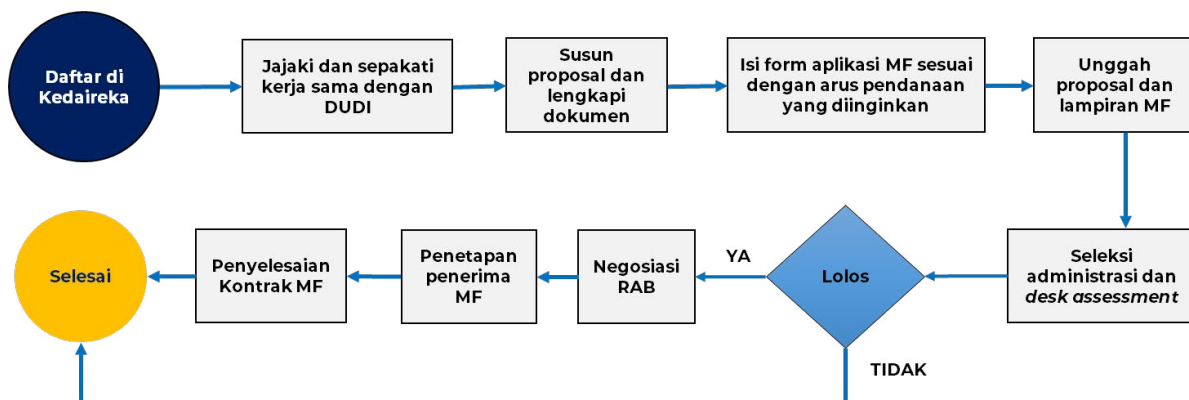 Daftar di
Kedaireka
Jajaki dan sepakati
kerja sama dengan
DUDI
Susun
proposal dan
lengkapi
dokumen
Isi form aplikasi MF sesuai
dengan arus pendanaan
yang diinginkan
Unggah
proposal dan
lampiran MF
Seleksi
administrasi dan
desk assessment
Lolos
YA
TIDAK
Negosiasi
RAB
Penetapan
penerima
MF
Penyelesaian
Kontrak MF
Selesai